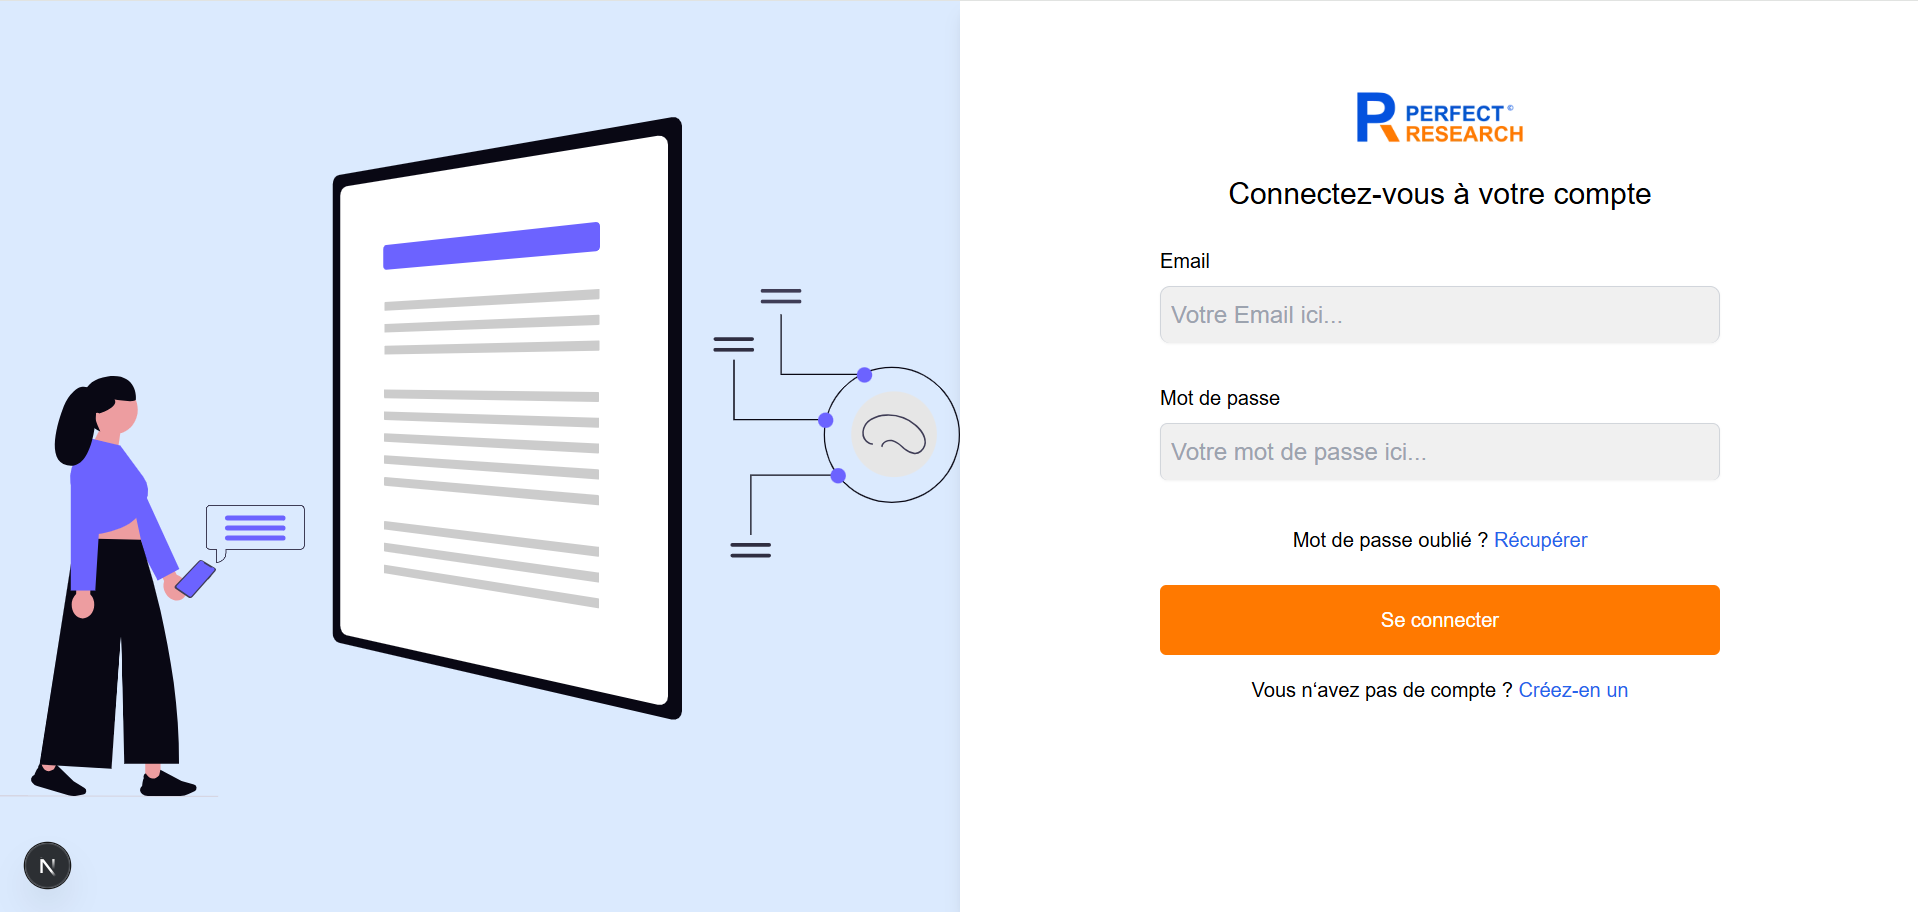 PERFECT ©
RESEARCH
Connectez-vous à votre compte
Email
Votre Email ici...
Mot de passe
Votre mot de passe ici...
Mot de passe oublié ? Récupérer
Se connecter
Vous n‘avez pas de compte ? Créez-en un
N